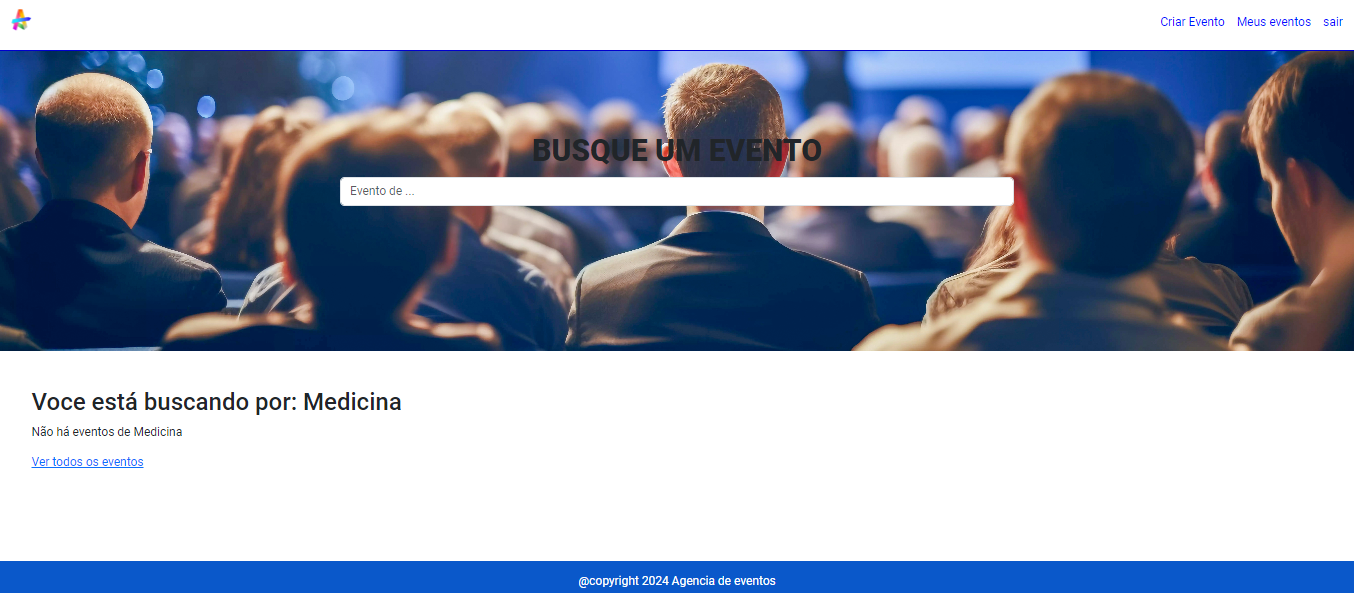 Criar Evento Meus eventos sair
BUSQUE UM EVENTO
Evento de ...
Voce está buscando por: Medicina
Não há eventos de Medicina
Ver todos os eventos
@copyright 2024 Agencia de eventos